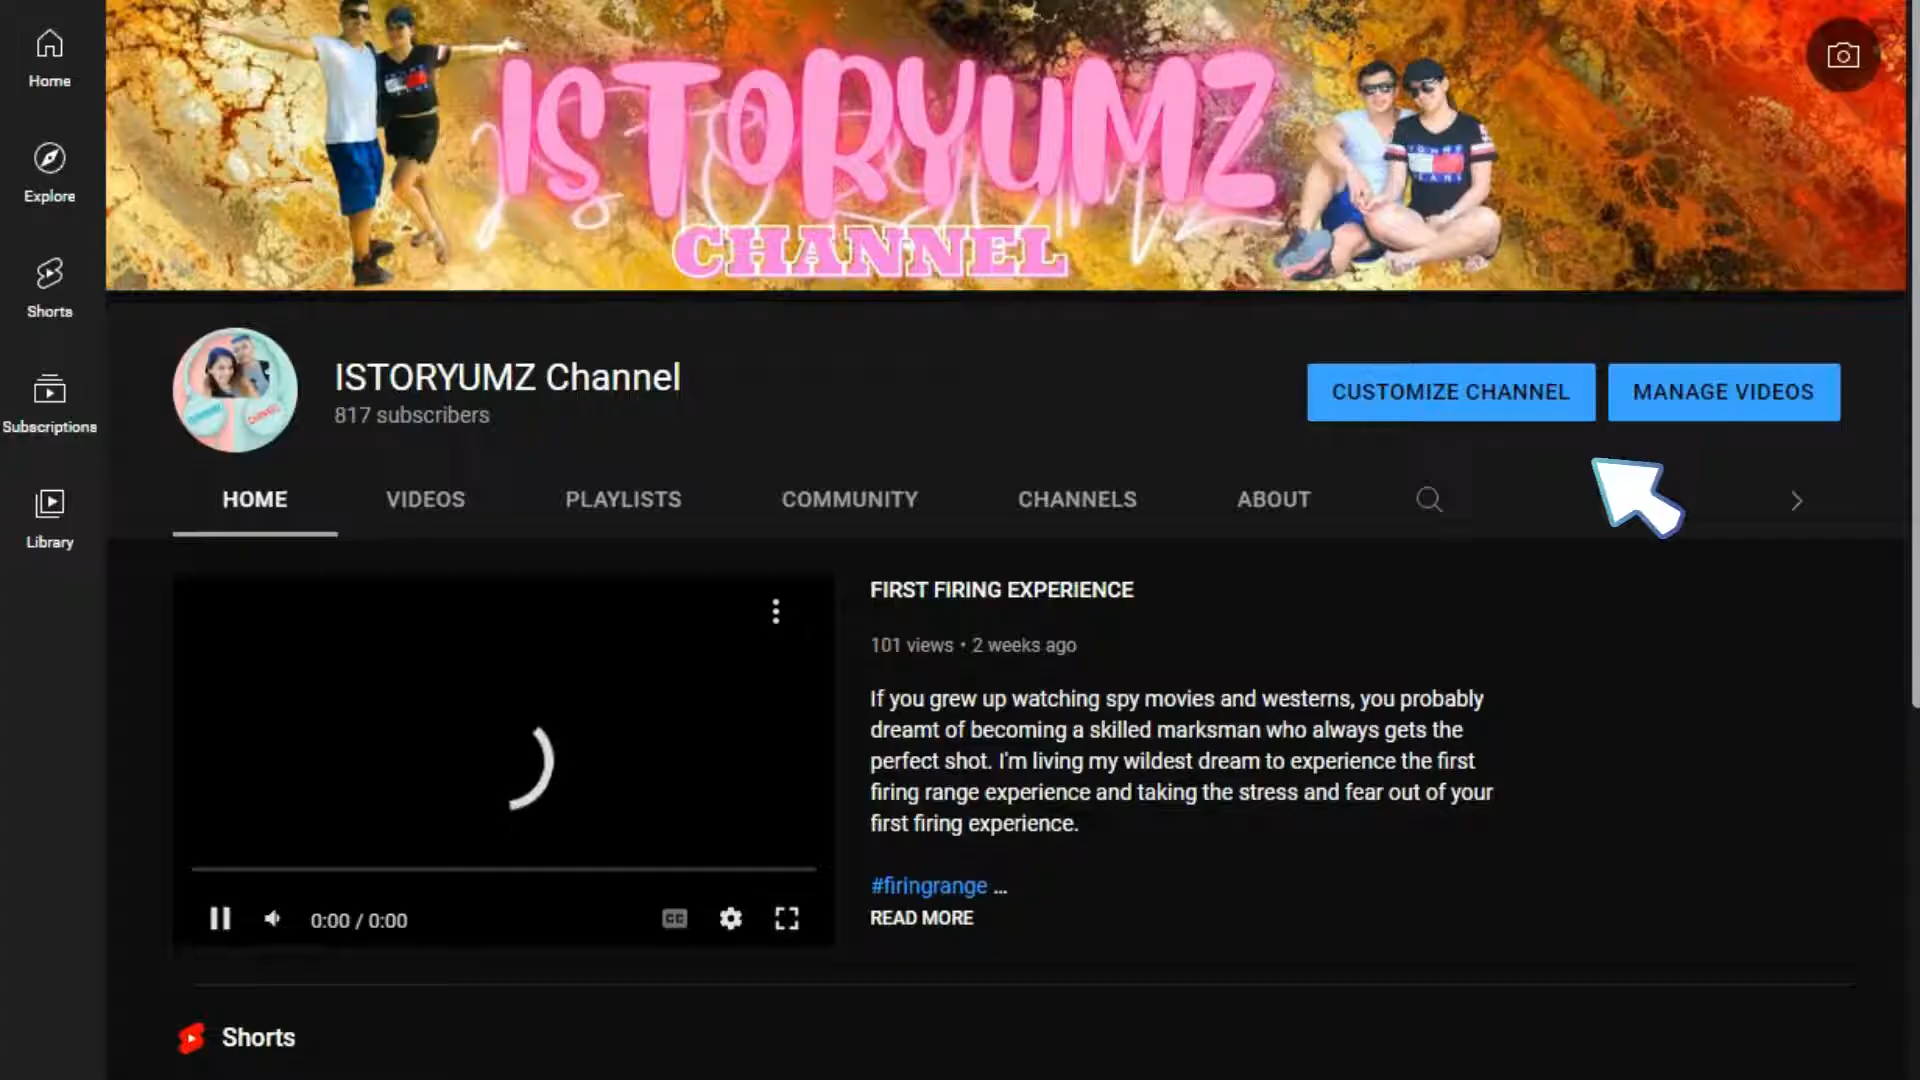 Home
Explore
Shorts
Subscriptions
Library
ISTORYUMZ
CHANNEL
TOMMY
JEANS
ISTORYUMZ Channel
817 subscribers
CUSTOMIZE CHANNEL
MANAGE VIDEOS
HOME
VIDEOS
PLAYLISTS
COMMUNITY
CHANNELS
ABOUT
FIRST FIRING EXPERIENCE
101 views • 2 weeks ago
If you grew up watching spy movies and westerns, you probably
dreamt of becoming a skilled marksman who always gets the
perfect shot. I'm living my wildest dream to experience the first
firing range experience and taking the stress and fear out of your
first firing experience.
#firingrange ...
READ MORE
0:00 / 0:00
CC
Shorts